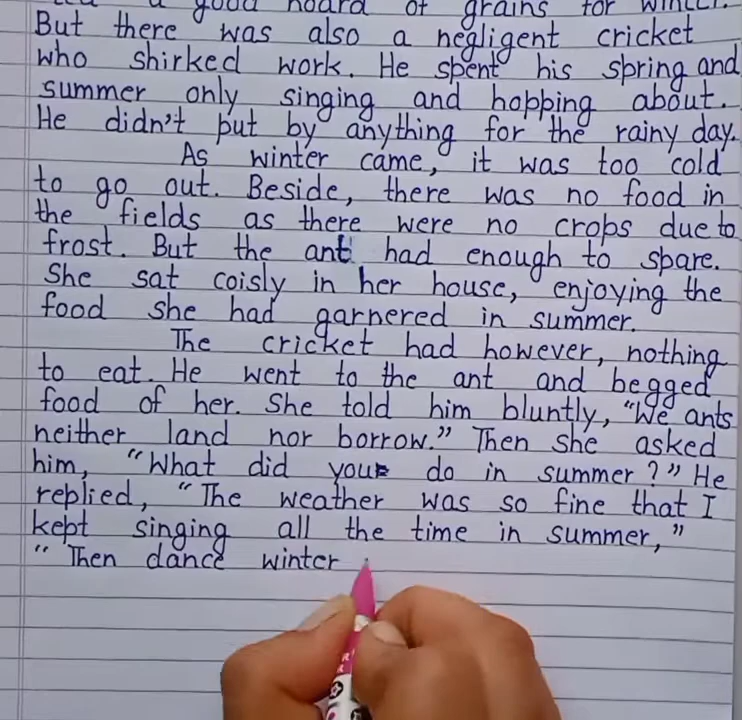 a good hoard of grains for winter.
But there was also a negligent cricket
who shirked work. He spent his spring and
summer only singing and hopping about.
He didn't put by anything for the rainy day.
As winter came, it was too cold
to go out. Beside, there was no food in
the fields as there were no crops due to
frost. But the ant had enough to spare.
She sat coisly in her house, enjoying the
food she had garnered in summer.
The cricket had however, nothing
to eat. He went to the ant and begged
food of her. She told him bluntly, "We ants
neither land nor borrow." Then she asked
him, "What did you do in summer?" He
replied, "The weather was so fine that I
kept singing all the time in summer,"
"Then dance winter